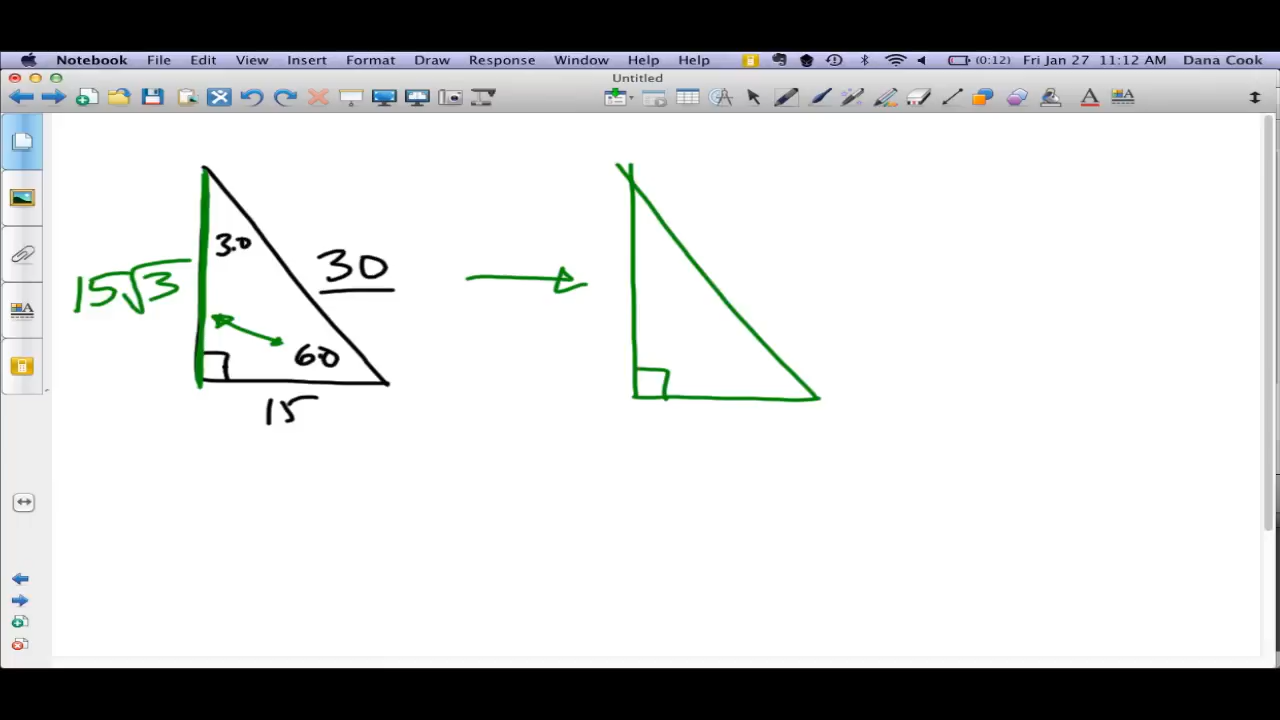 Notebook File Edit View Insert Format Draw Response Window Help Help (0:12) Fri Jan 27 11:12 AM Dana Cook
Untitled
30
30
15√3
60
15